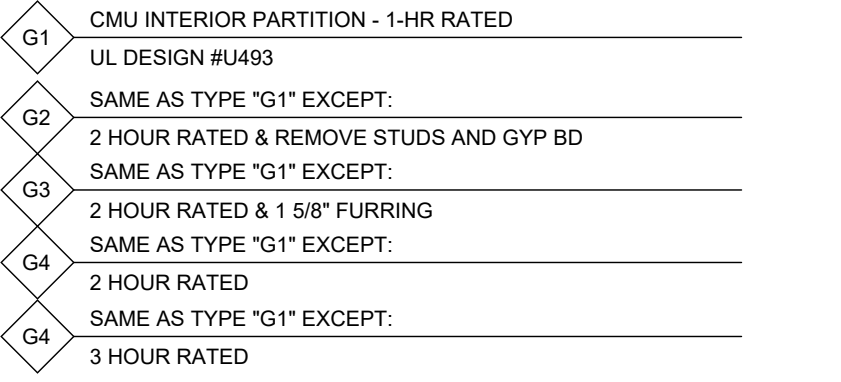 G1
CMU INTERIOR PARTITION - 1-HR RATED
UL DESIGN #U493
G2
SAME AS TYPE "G1" EXCEPT:
2 HOUR RATED & REMOVE STUDS AND GYP BD
G3
SAME AS TYPE "G1" EXCEPT:
2 HOUR RATED & 1 5/8" FURRING
G4
SAME AS TYPE "G1" EXCEPT:
2 HOUR RATED
G4
SAME AS TYPE "G1" EXCEPT:
3 HOUR RATED